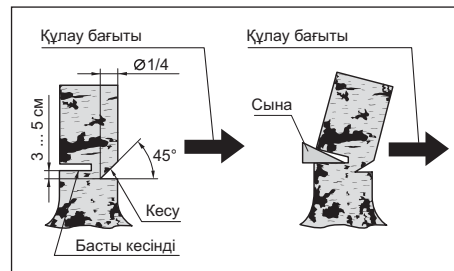 Құлау бағыты
Ø1/4
3 ... 5 см
45°
Кесу
Басты кесінді
Құлау бағыты
Сына